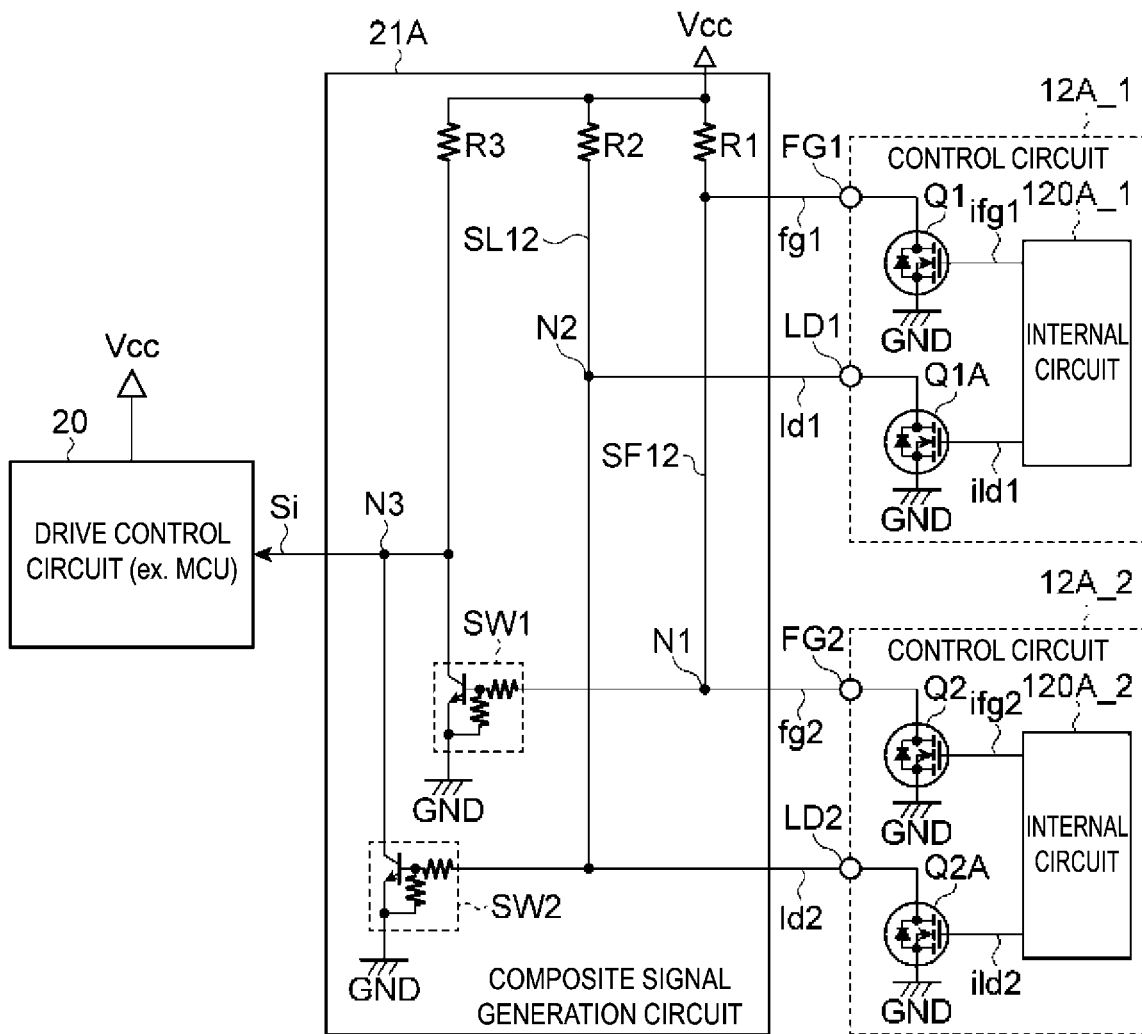 21A
Vcc
12A_1
R3
R2
R1
FG1
CONTROL CIRCUIT
Q1
ifg1
120A_1
fg1
SL12
GND
INTERNAL
CIRCUIT
N2
LD1
Q1A
Vcc
ld1
20
SF12
ild1
GND
Si
N3
DRIVE CONTROL
CIRCUIT (ex. MCU)
12A_2
SW1
N1
FG2
CONTROL CIRCUIT
Q2
ifg2
120A_2
fg2
GND
GND
INTERNAL
CIRCUIT
LD2
Q2A
SW2
ld2
ild2
GND
GND
COMPOSITE SIGNAL
GENERATION CIRCUIT